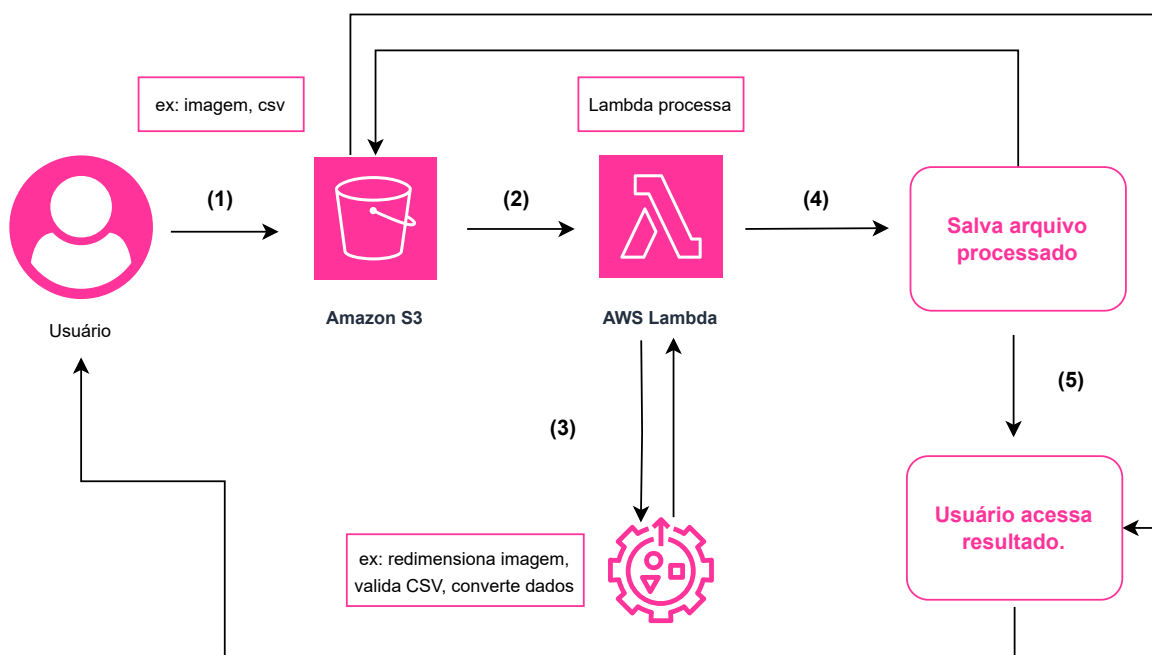 ex: imagem, csv
Lambda processa
(1)
(2)
(4)
Salva arquivo
processado
Usuário
Amazon S3
AWS Lambda
(5)
(3)
Usuário acessa
resultado.
ex: redimensiona imagem,
valida CSV, converte dados